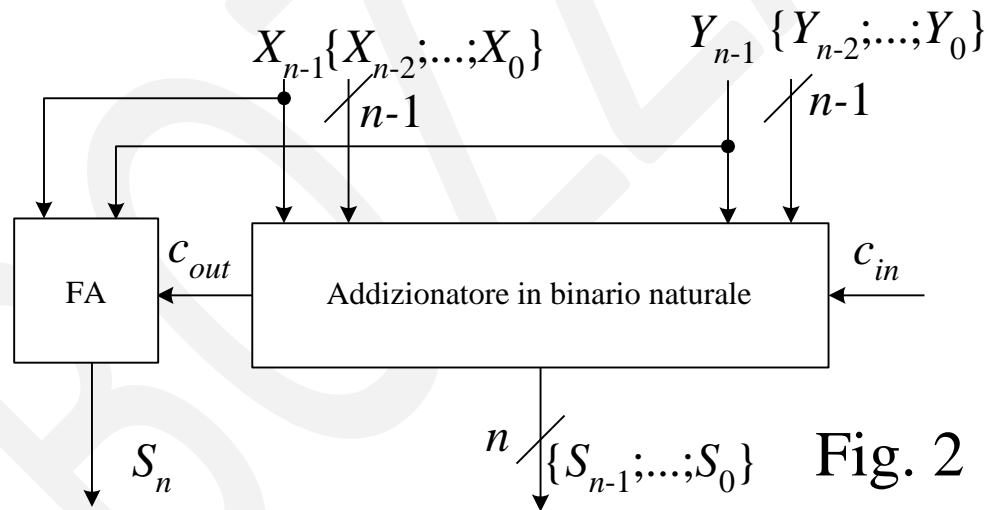 X_{n-1} {X_{n-2};...;X_0} Y_{n-1} {Y_{n-2};...;Y_0}
n-1 n-1
FA c_{out} Addizionatore in binario naturale c_{in}
S_n n {S_{n-1};...;S_0} Fig. 2